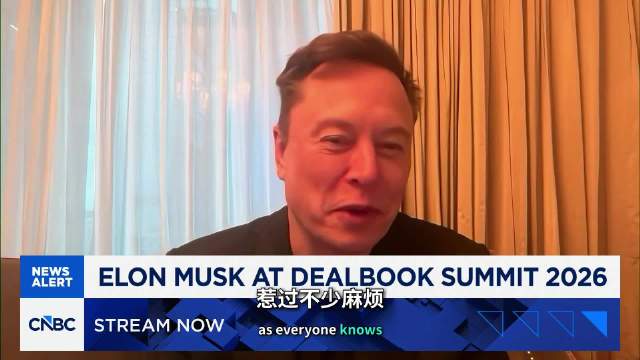 NEWS
ALERT
ELON MUSK AT DEALBOOK SUMMIT 2026
惹过不少麻烦
CNBC
STREAM NOW
as everyone knows